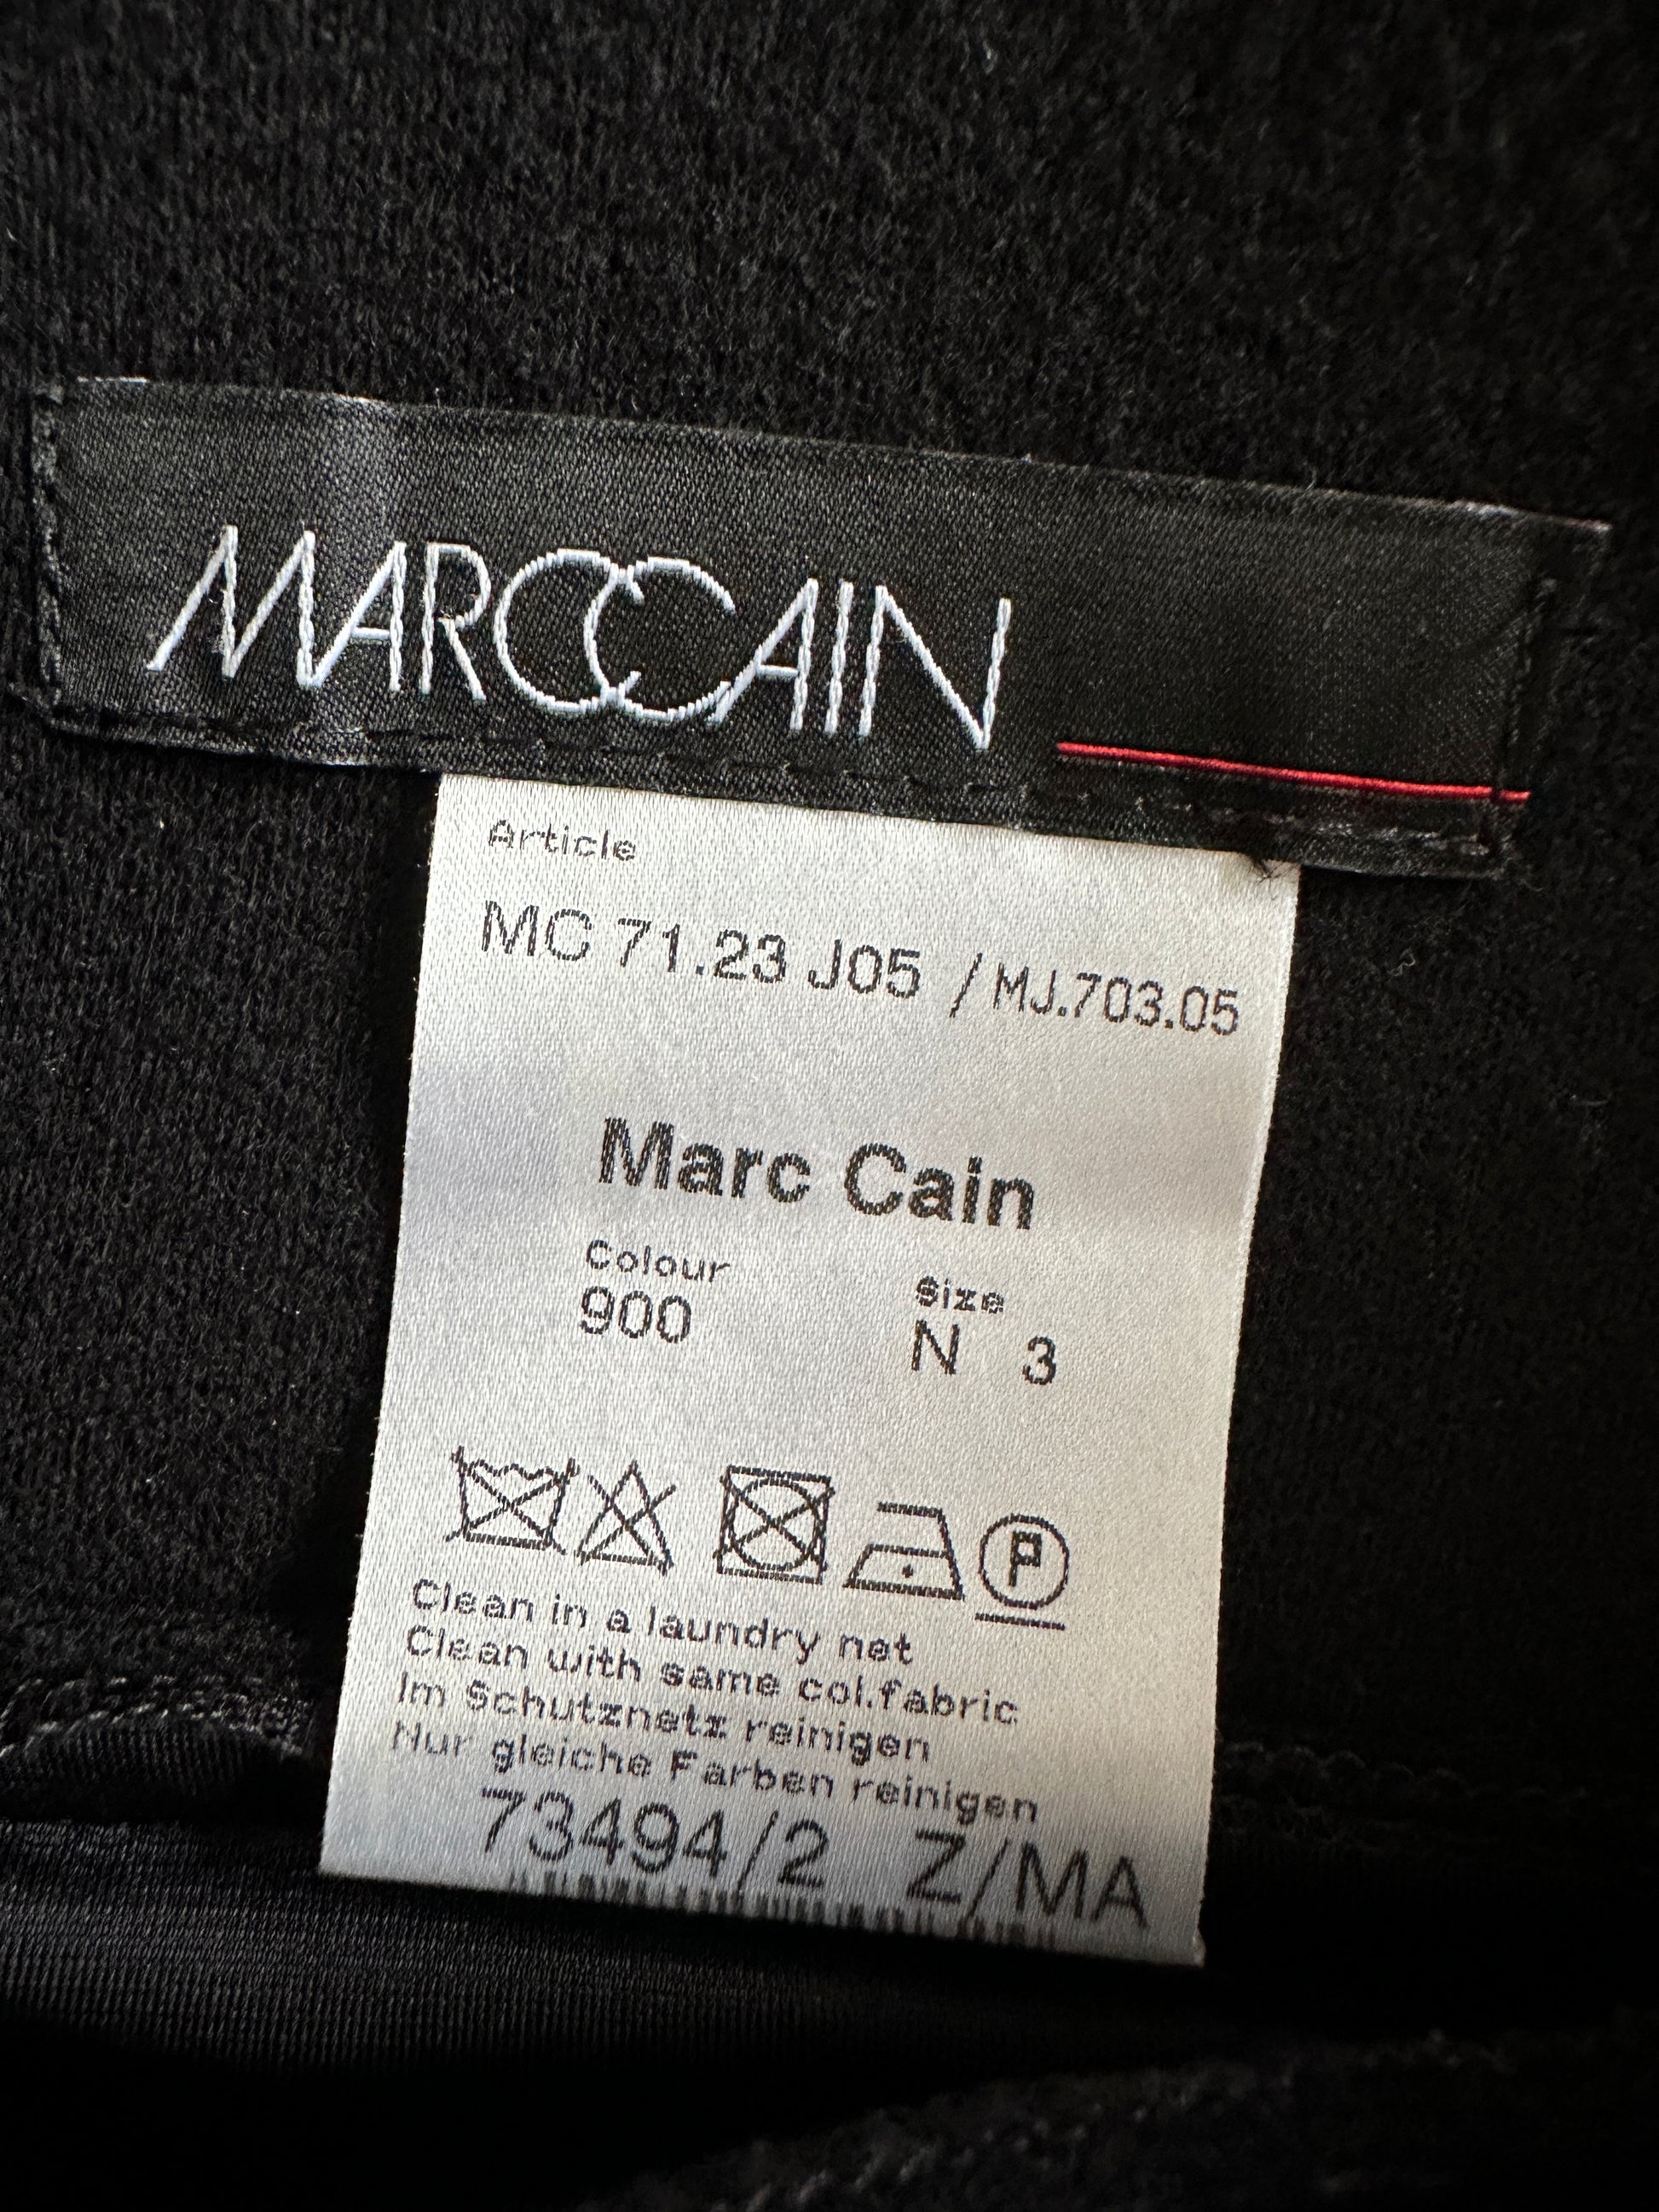 MARCCAIN
Article
MC 71.23 J05 / MJ.703.05
Marc Cain
Colour Size
900 N 3
P
Clean in a laundry net
Clean with same col.fabric
Im Schutznetz reinigen
Nur gleiche Farben reinigen
73494/2 Z/MA